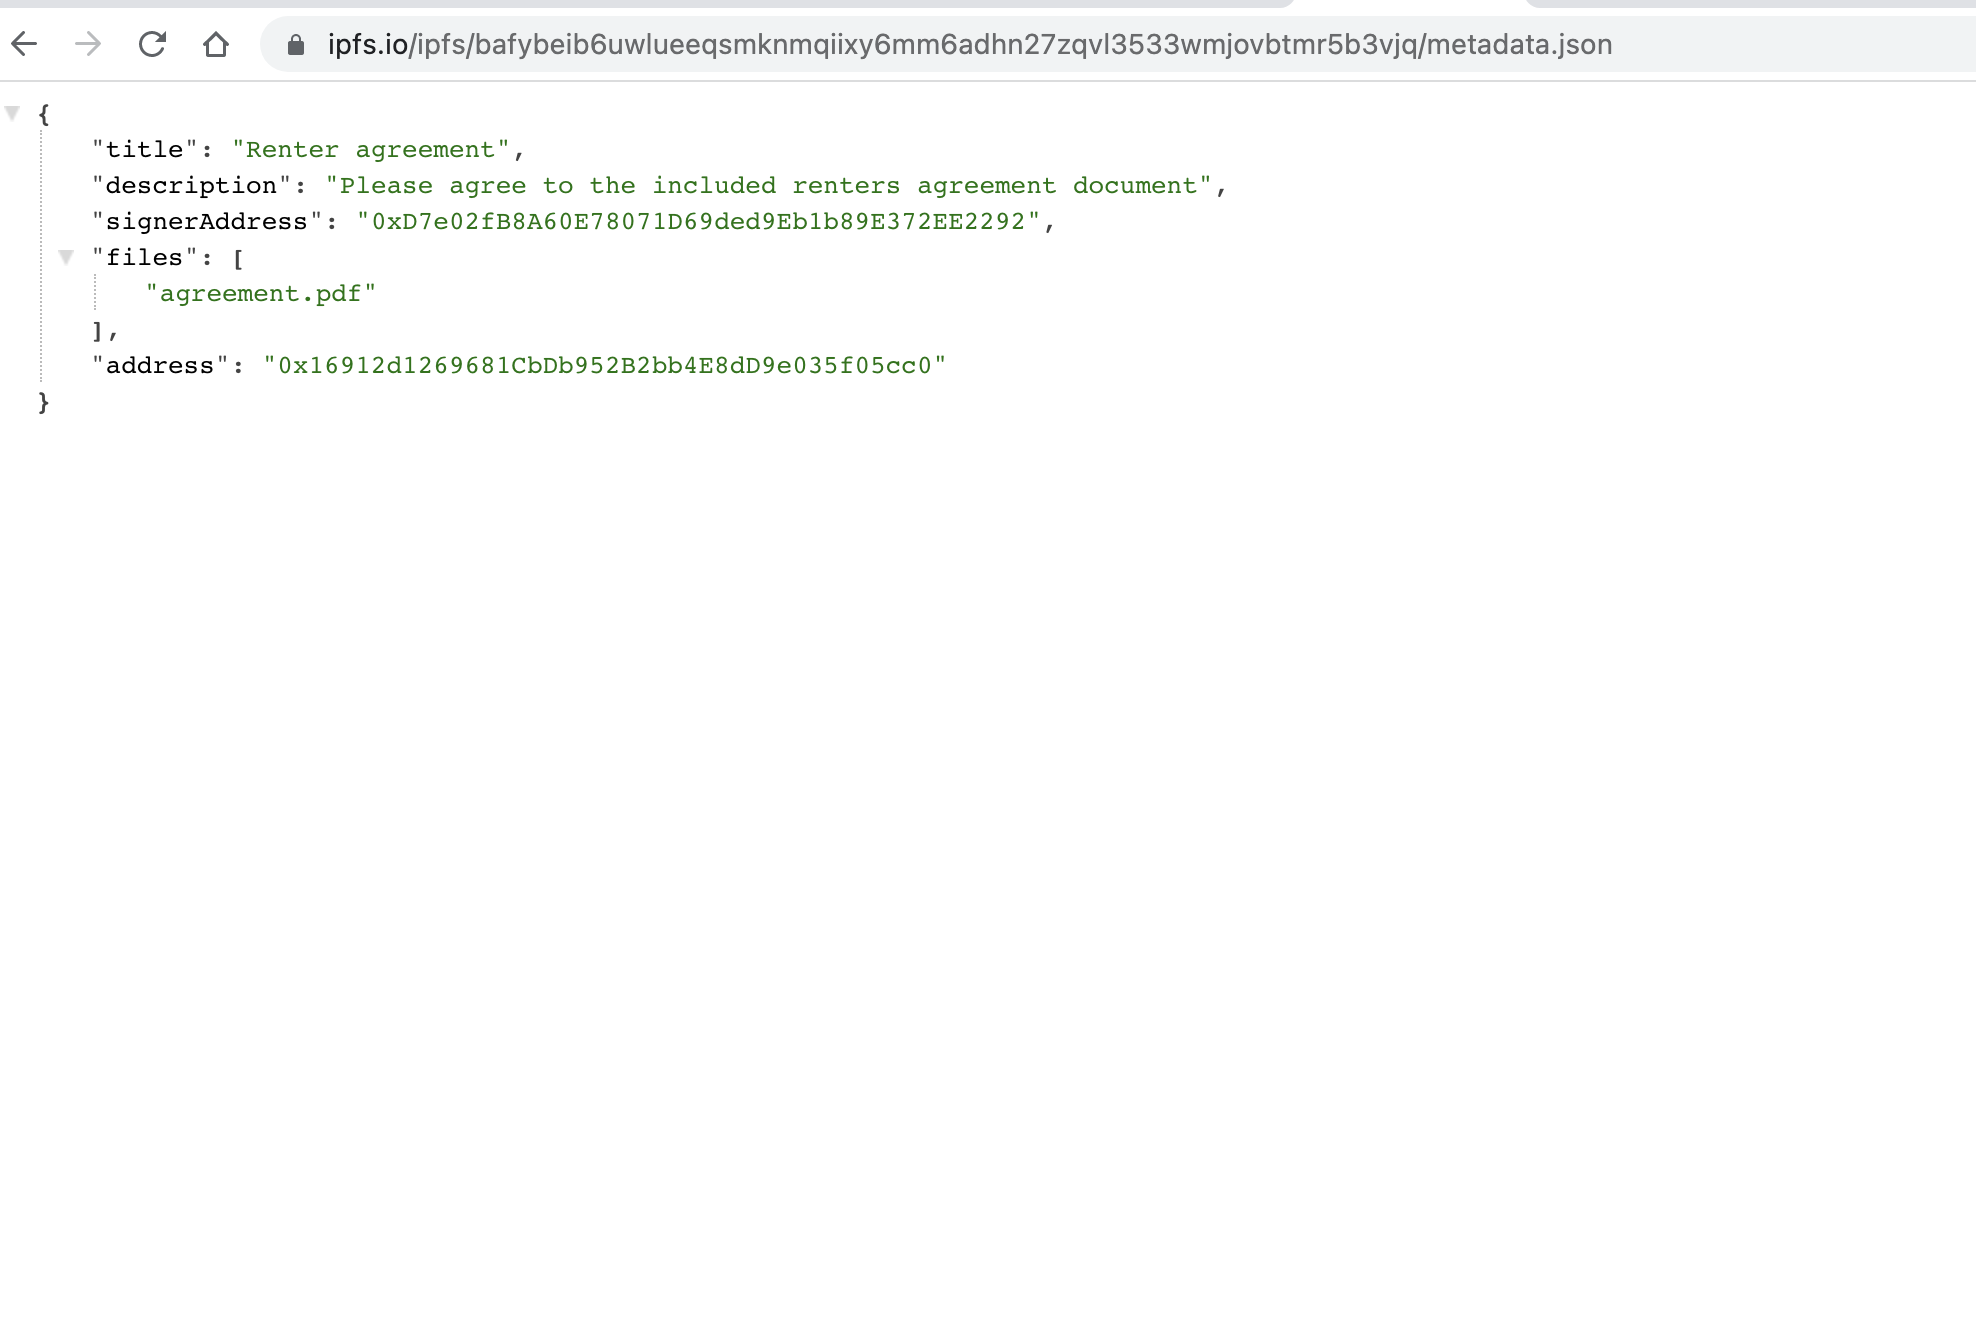 ipfs.io/ipfs/bafybeib6uwlueeqsmknmqiixy6mm6adhn27zqvl3533wmjovbtmr5b3vjq/metadata.json
{
"title": "Renter agreement",
"description": "Please agree to the included renters agreement document",
"signerAddress": "0xD7e02fB8A60E78071D69ded9Eb1b89E372EE2292",
"files": [
"agreement.pdf"
],
"address": "0x16912d1269681CbDb952B2bb4E8dD9e035f05cc0"
}